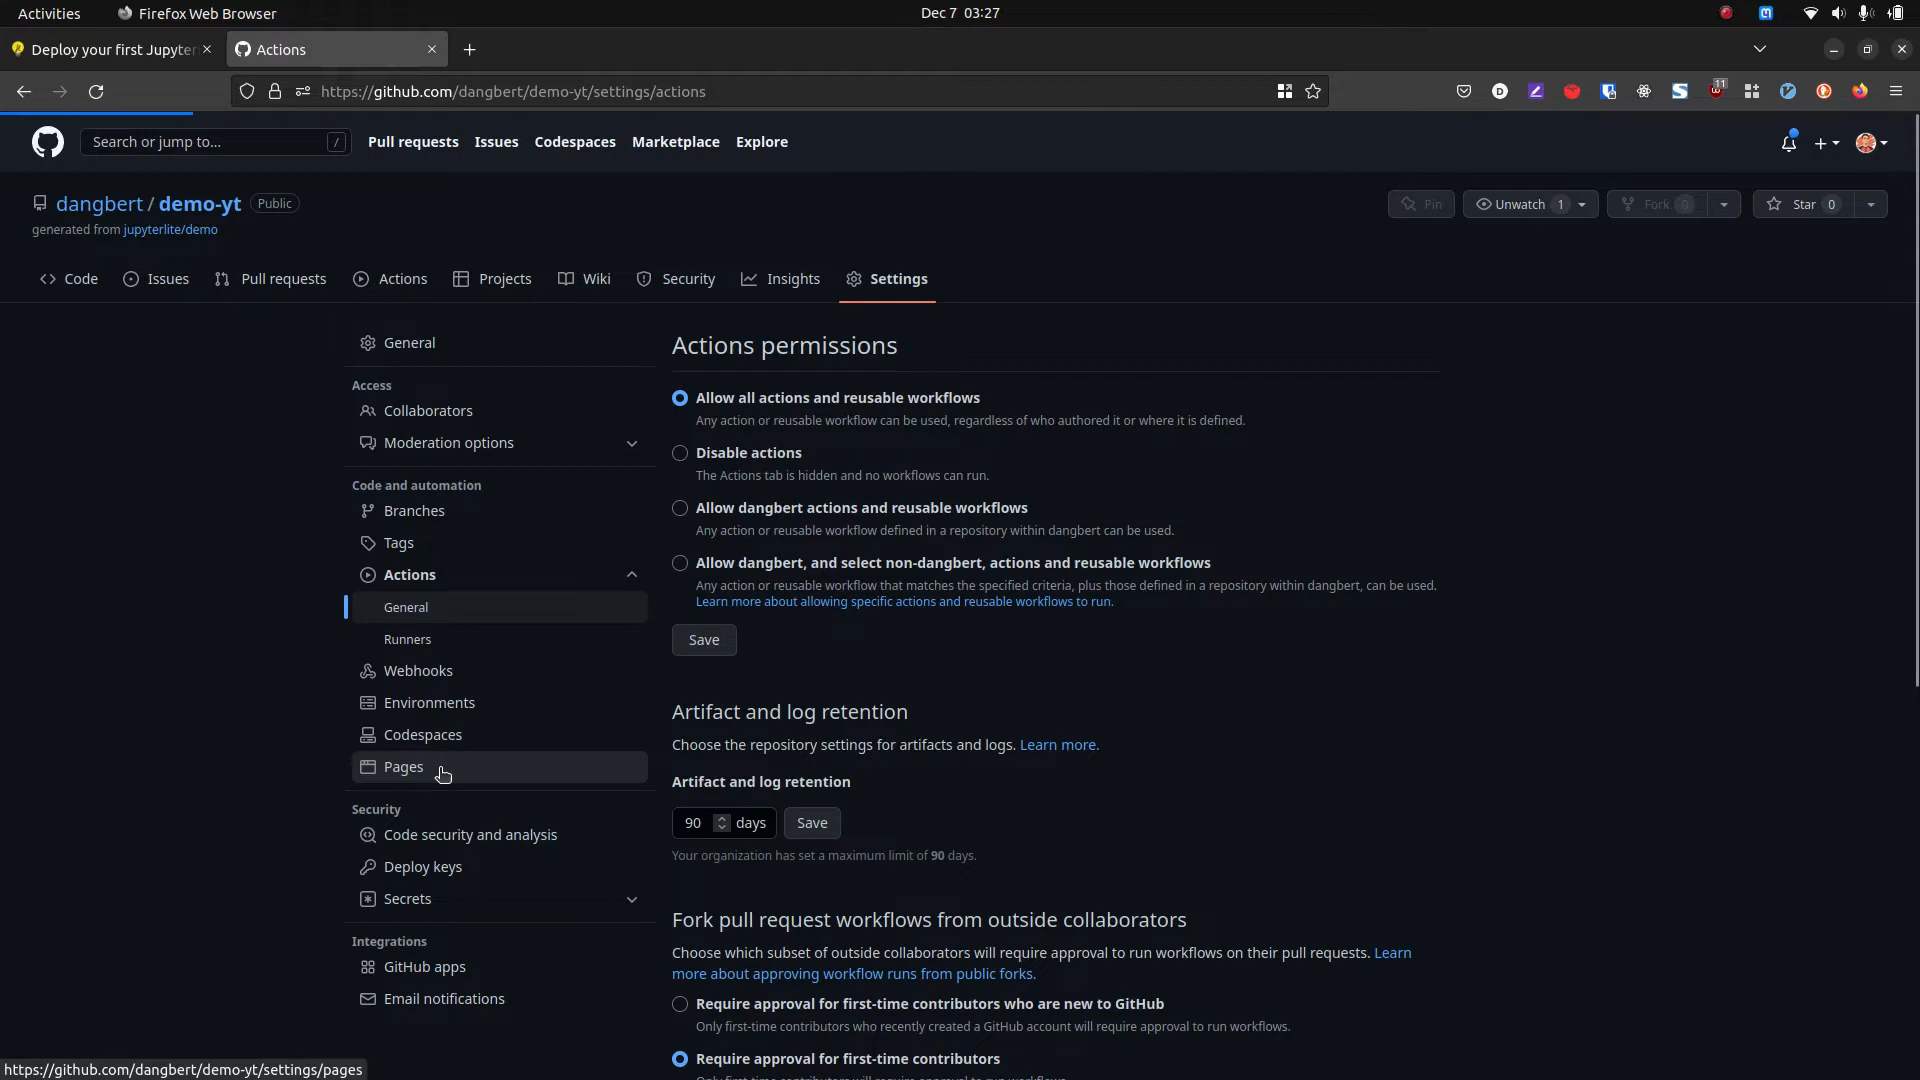 Activities
Firefox Web Browser
Dec 7 03:27
Deploy your first Jupyter
Actions
https://github.com/dangbert/demo-yt/settings/actions
11
Search or jump to...
/
Pull requests
Issues
Codespaces
Marketplace
Explore
dangbert / demo-yt
Public
Pin
Unwatch 1
Fork 0
Star 0
generated from jupyterlite/demo
Code
Issues
Pull requests
Actions
Projects
Wiki
Security
Insights
Settings
General
Access
Collaborators
Moderation options
Code and automation
Branches
Tags
Actions
General
Runners
Webhooks
Environments
Codespaces
Pages
Security
Code security and analysis
Deploy keys
Secrets
Integrations
GitHub apps
Email notifications
Actions permissions
Allow all actions and reusable workflows
Any action or reusable workflow can be used, regardless of who authored it or where it is defined.
Disable actions
The Actions tab is hidden and no workflows can run.
Allow dangbert actions and reusable workflows
Any action or reusable workflow defined in a repository within dangbert can be used.
Allow dangbert, and select non-dangbert, actions and reusable workflows
Any action or reusable workflow that matches the specified criteria, plus those defined in a repository within dangbert, can be used.
Learn more about allowing specific actions and reusable workflows to run.
Save
Artifact and log retention
Choose the repository settings for artifacts and logs. Learn more.
Artifact and log retention
90 days
Save
Your organization has set a maximum limit of 90 days.
Fork pull request workflows from outside collaborators
Choose which subset of outside collaborators will require approval to run workflows on their pull requests. Learn
more about approving workflow runs from public forks.
Require approval for first-time contributors who are new to GitHub
Only first-time contributors who recently created a GitHub account will require approval to run workflows.
Require approval for first-time contributors
https://github.com/dangbert/demo-yt/settings/pages